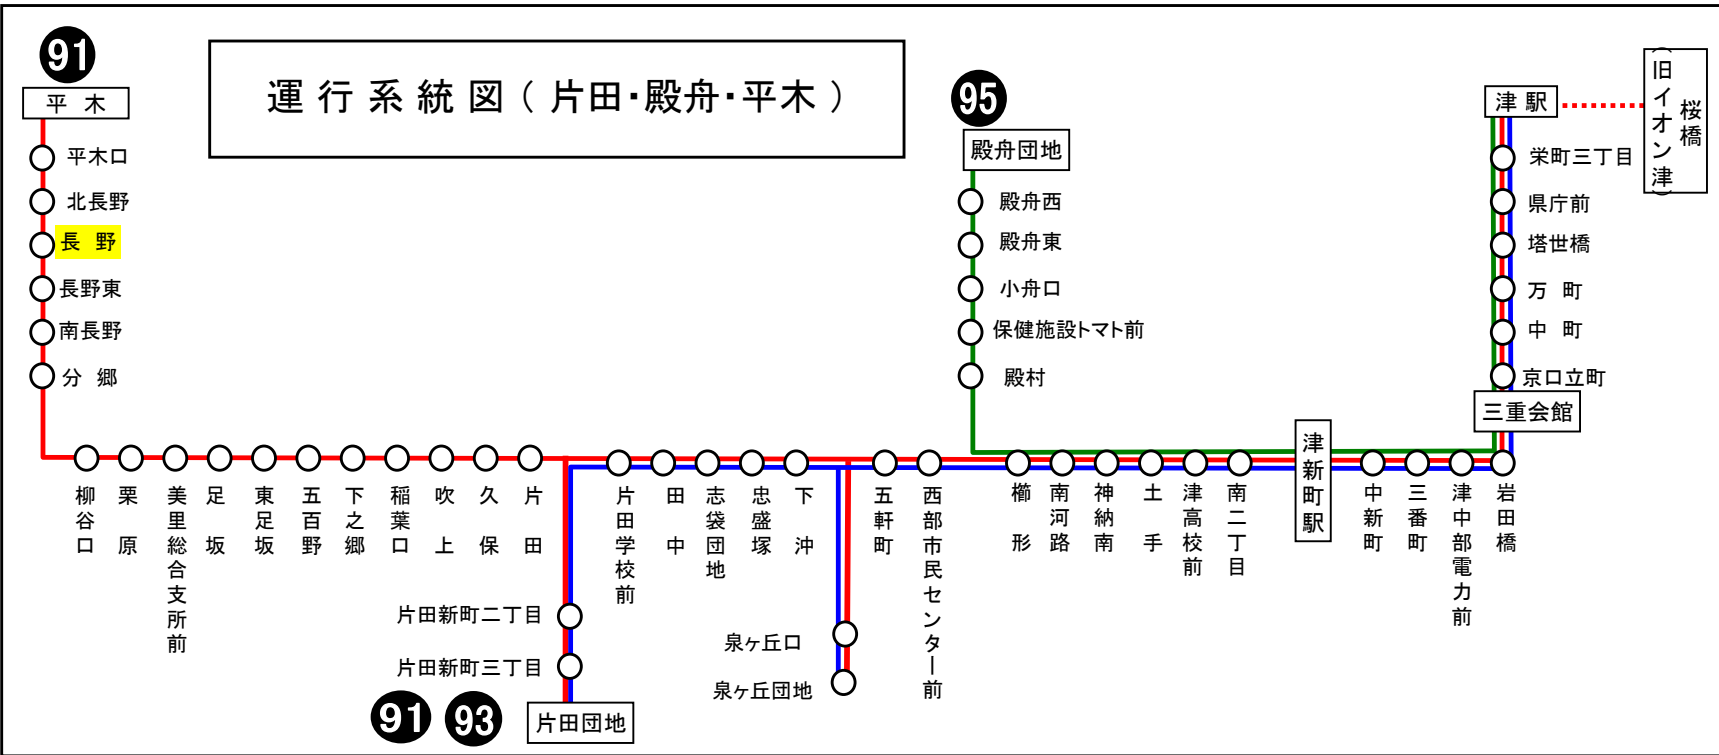 運行系統図（片田・殿舟・平木）
91
平木
平木口
北長野
長野
長野東
南長野
分郷
柳谷口
栗原
美里総合支所前
足坂
東足坂
五百野
下之郷
稲葉口
吹上
久保
片田
片田学校前
田中
志袋団地
忠盛塚
下沖
五軒町
西部市民センター前
櫛形
南河路
神納南
土手
津高校前
南二丁目
津新町駅
中新町
三番町
津中部電力前
岩田橋
片田新町二丁目
片田新町三丁目
91
93
片田団地
泉ヶ丘口
泉ヶ丘団地
95
殿舟団地
殿舟西
殿舟東
小舟口
保健施設トマト前
殿村
津駅
栄町三丁目
県庁前
塔世橋
万町
中町
京口立町
三重会館
桜橋
（旧イオン津）